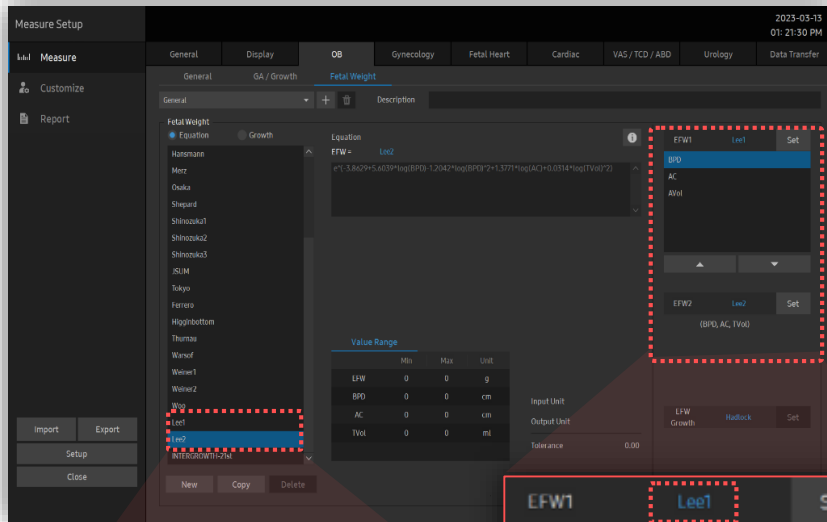 Measure Setup
2023-03-13
01: 21:30 PM
Measure
Customize
Report
General Display OB Gynecology Fetal Heart Cardiac VAS / TCD / ABD Urology Data Transfer
General GA / Growth Fetal Weight
General Description
Fetal Weight
Equation Growth
Hansmann
Merz
Osaka
Shepard
Shinozuka1
Shinozuka2
Shinozuka3
JSUM
Tokyo
Ferrero
Higginbottom
Thurnau
Warsof
Weiner1
Weiner2
Woo
Lee1
Lee2
INTERGROWTH-21st
New Copy Delete
Equation
EFW = Lee2
e^(-3.8629+5.6039*log(BPD)-1.2042*log(BPD)^2+1.3771*log(AC)+0.0314*log(TVol)^2)
Value Range
Min Max Unit
EFW 0 0 g
BPD 0 0 cm
AC 0 0 cm
TVol 0 0 ml
Input Unit
Output Unit
Tolerance 0.00
EFW1 Lee1 Set
BPD
AC
AVol
EFW2 Lee2 Set
(BPD, AC, TVol)
EFW
Growth Hadlock Set
Import Export
Setup
Close
EFW1 Lee1